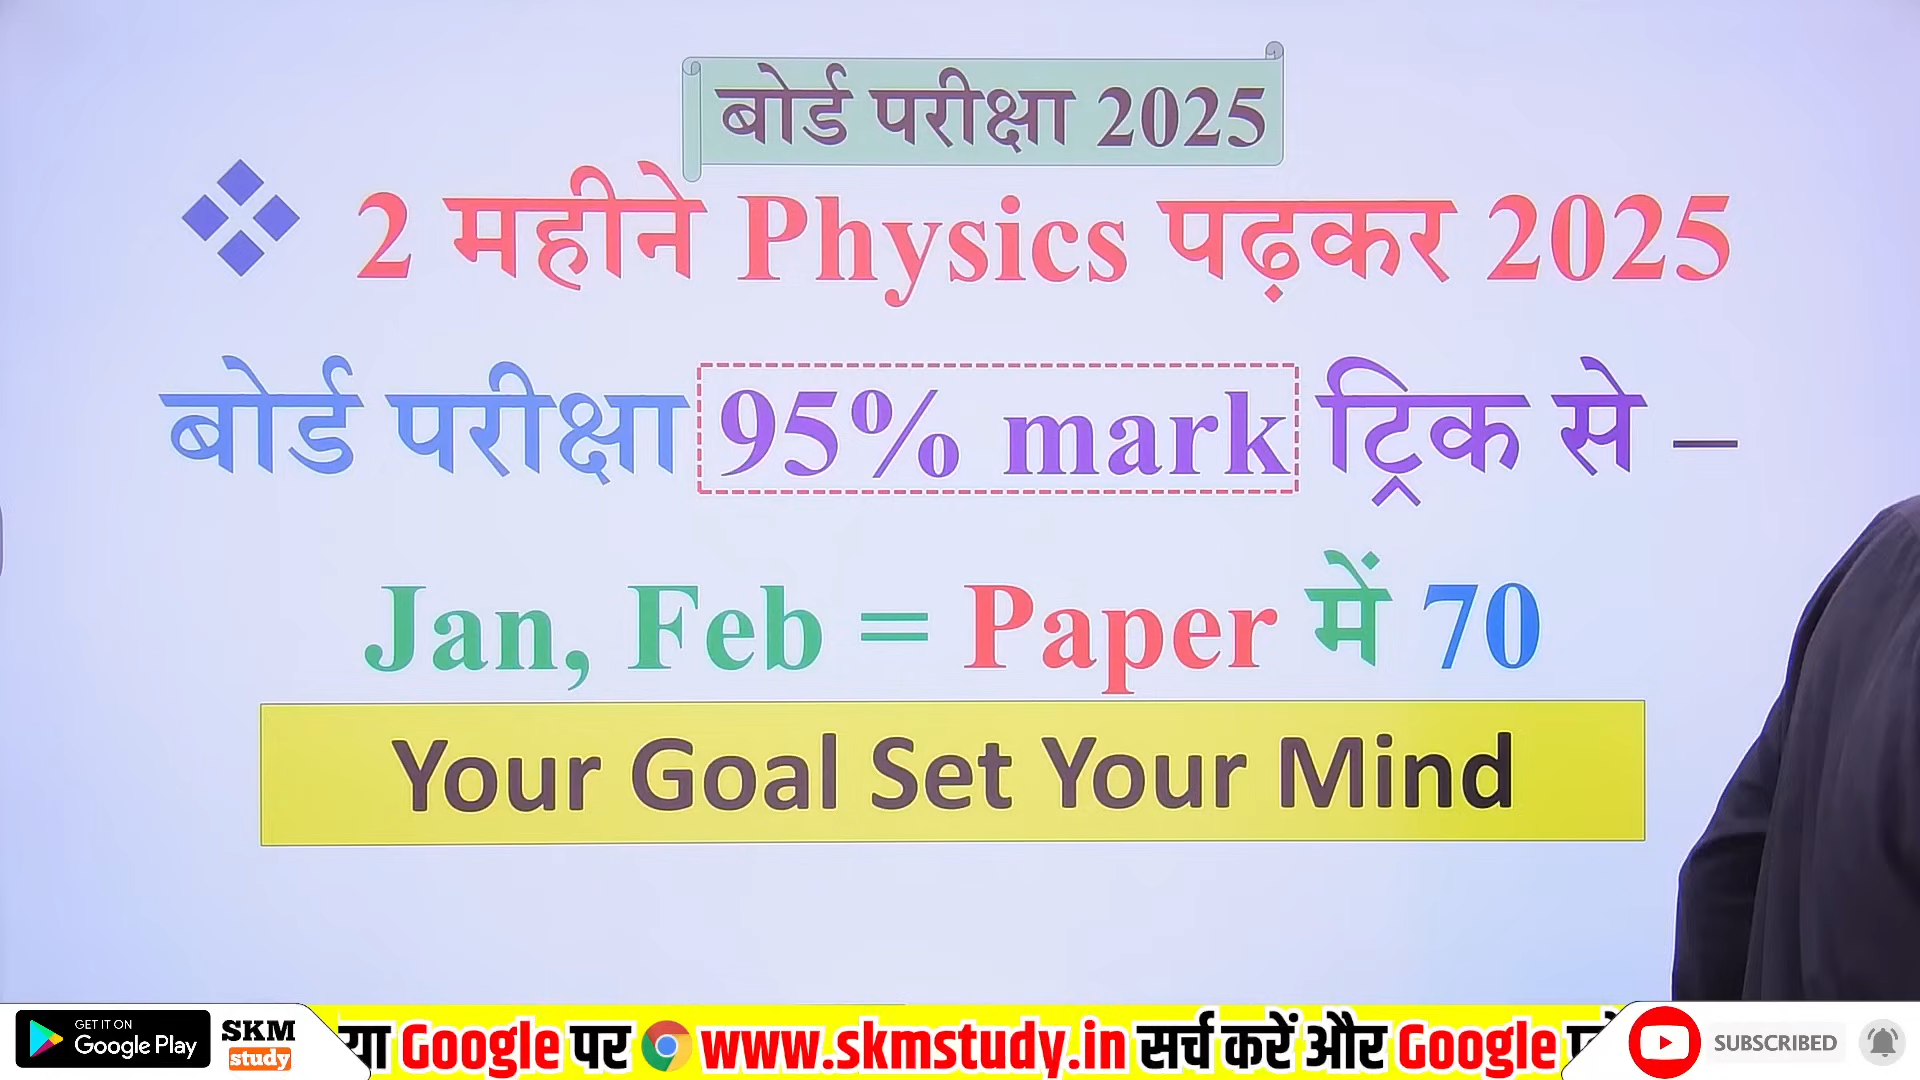 बोर्ड परीक्षा 2025
❖ 2 महीने Physics पढ़कर 2025
बोर्ड परीक्षा 95% mark ट्रिक से –
Jan, Feb = Paper में 70
Your Goal Set Your Mind
GET IT ON
Google Play
SKM
study
या Google पर www.skmstudy.in सर्च करें और Google
SUBSCRIBED